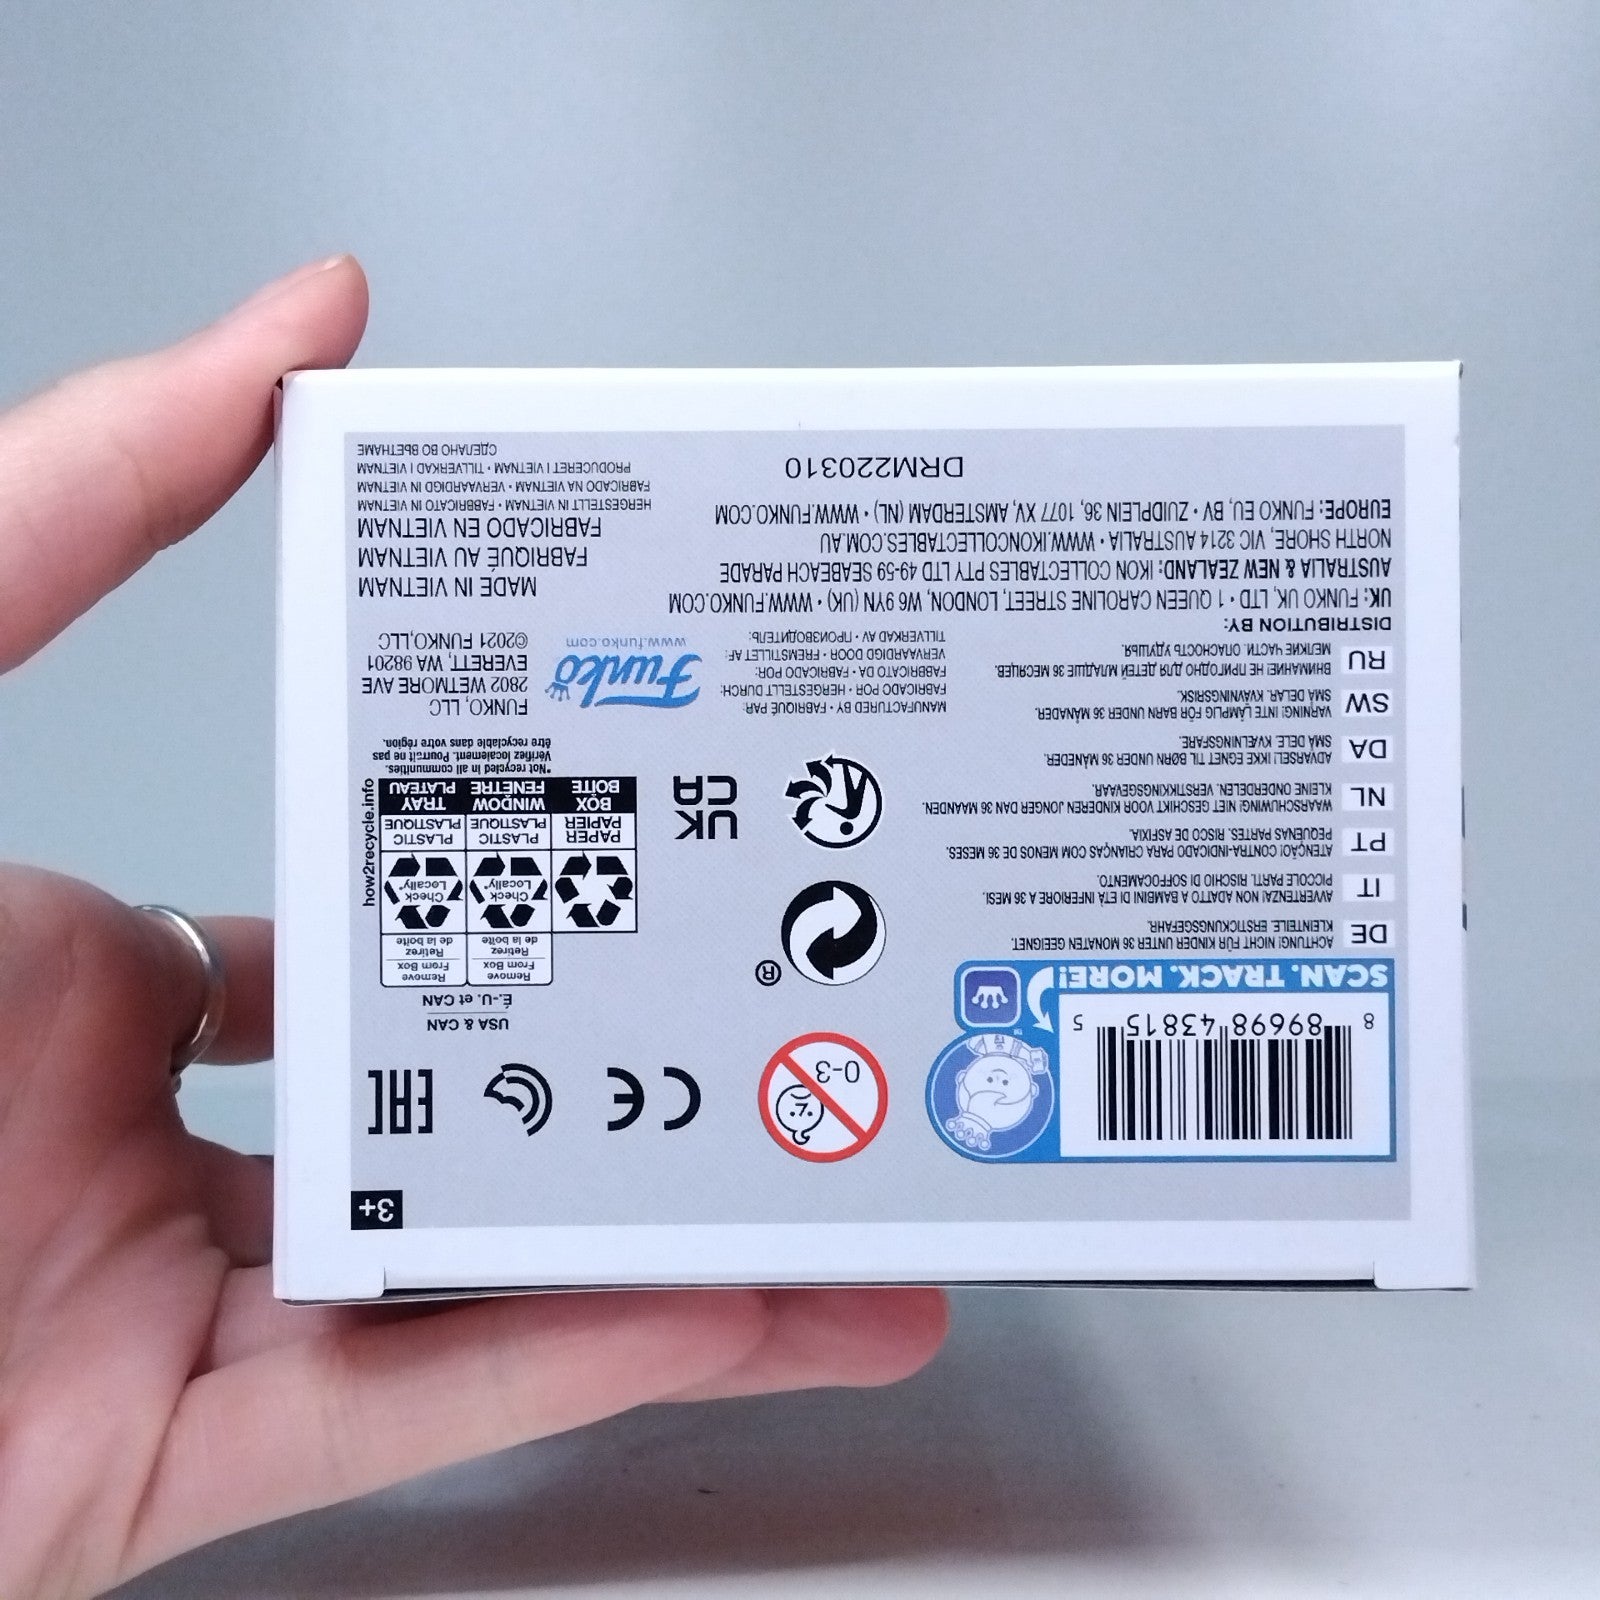 8 89698 43815 5
SCAN. TRACK. MORE!
™
0-3
CE
EAC
3+
DE
ACHTUNG! NICHT FÜR KINDER UNTER 36 MONATEN GEEIGNET.
KLEINTEILE. ERSTICKUNGSGEFAHR.
IT
AVVERTENZA! NON ADATTO A BAMBINI DI ETÀ INFERIORE A 36 MESI.
PICCOLE PARTI. RISCHIO DI SOFFOCAMENTO.
PT
ATENÇÃO! CONTRA-INDICADO PARA CRIANÇAS COM MENOS DE 36 MESES.
PEQUENAS PARTES. RISCO DE ASFIXIA.
NL
WAARSCHUWING! NIET GESCHIKT VOOR KINDEREN JONGER DAN 36 MAANDEN.
KLEINE ONDERDELEN. VERSTIKKINGSGEVAAR.
DA
ADVARSEL! IKKE EGNET TIL BØRN UNDER 36 MÅNEDER.
SMÅ DELE. KVÆLNINGSFARE.
SW
VARNING! INTE LÄMPLIG FÖR BARN UNDER 36 MÅNADER.
SMÅ DELAR. KVÄVNINGSRISK.
RU
ВНИМАНИЕ! НЕ ПРИГОДНО ДЛЯ ДЕТЕЙ МЛАДШЕ 36 МЕСЯЦЕВ.
МЕЛКИЕ ЧАСТИ. ОПАСНОСТЬ УДУШЬЯ.
®
UK
CA
USA & CAN
É.-U. et CAN
Remove
From Box
Retirez
de la boîte
Remove
From Box
Retirez
de la boîte
Check
Locally*
Check
Locally*
PAPER
PAPIER
PLASTIC
PLASTIQUE
PLASTIC
PLASTIQUE
BOX
BOÎTE
WINDOW
FENÊTRE
TRAY
PLATEAU
how2recycle.info
*Not recycled in all communities.
Vérifiez localement. Pourrait ne pas
être recyclable dans votre région.
MANUFACTURED BY • FABRIQUÉ PAR:
FABRICADO POR • HERGESTELLT DURCH:
FABBRICATO DA • FABRICADO POR:
VERVAARDIGD DOOR • FREMSTILLET AF:
TILLVERKAD AV • ПРОИЗВОДИТЕЛЬ:
Funko
www.funko.com
FUNKO, LLC
2802 WETMORE AVE
EVERETT, WA 98201
©2021 FUNKO,LLC
DISTRIBUTION BY:
UK: FUNKO UK, LTD • 1 QUEEN CAROLINE STREET, LONDON, W6 9YN (UK) • WWW.FUNKO.COM
AUSTRALIA & NEW ZEALAND: IKON COLLECTABLES PTY LTD 49-59 SEABEACH PARADE
NORTH SHORE, VIC 3214 AUSTRALIA • WWW.IKONCOLLECTABLES.COM.AU
EUROPE: FUNKO EU, BV • ZUIDPLEIN 36, 1077 XV, AMSTERDAM (NL) • WWW.FUNKO.COM
DRM220310
MADE IN VIETNAM
FABRIQUÉ AU VIETNAM
FABRICADO EN VIETNAM
HERGESTELLT IN VIETNAM • FABBRICATO IN VIETNAM
FABRICADO NA VIETNAM • VERVAARDIGD IN VIETNAM
PRODUCERET I VIETNAM • TILLVERKAD I VIETNAM
СДЕЛАНО ВО ВЬЕТНАМЕ